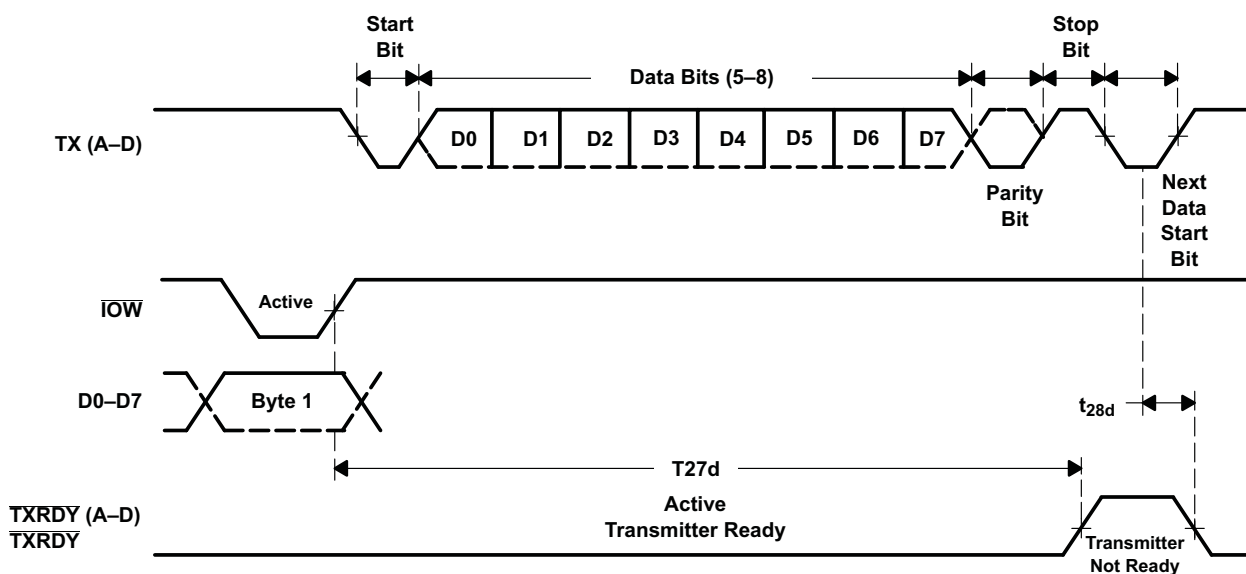 Start
Bit
Data Bits (5–8)
Stop
Bit
TX (A–D)
D0
D1
D2
D3
D4
D5
D6
D7
Parity
Bit
Next
Data
Start
Bit
IOW
Active
D0–D7
Byte 1
t28d
T27d
TXRDY (A–D)
TXRDY
Active
Transmitter Ready
Transmitter
Not Ready